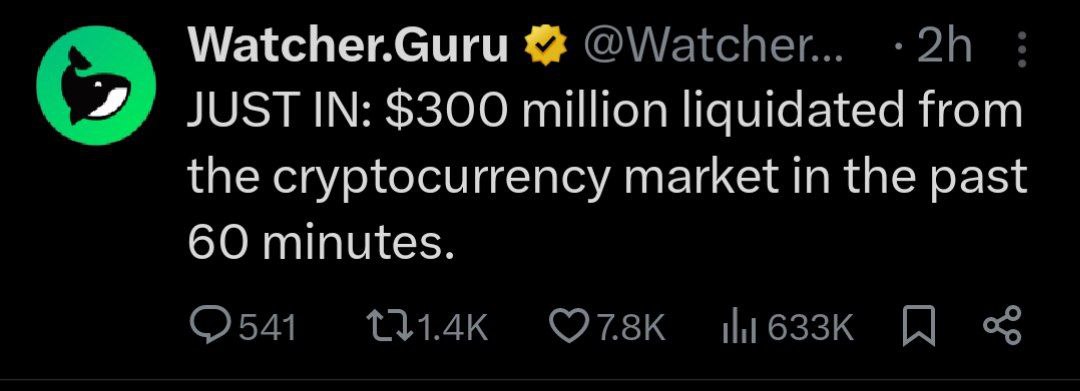 Watcher.Guru @Watcher... · 2h
JUST IN: $300 million liquidated from
the cryptocurrency market in the past
60 minutes.
541 1.4K 7.8K 633K